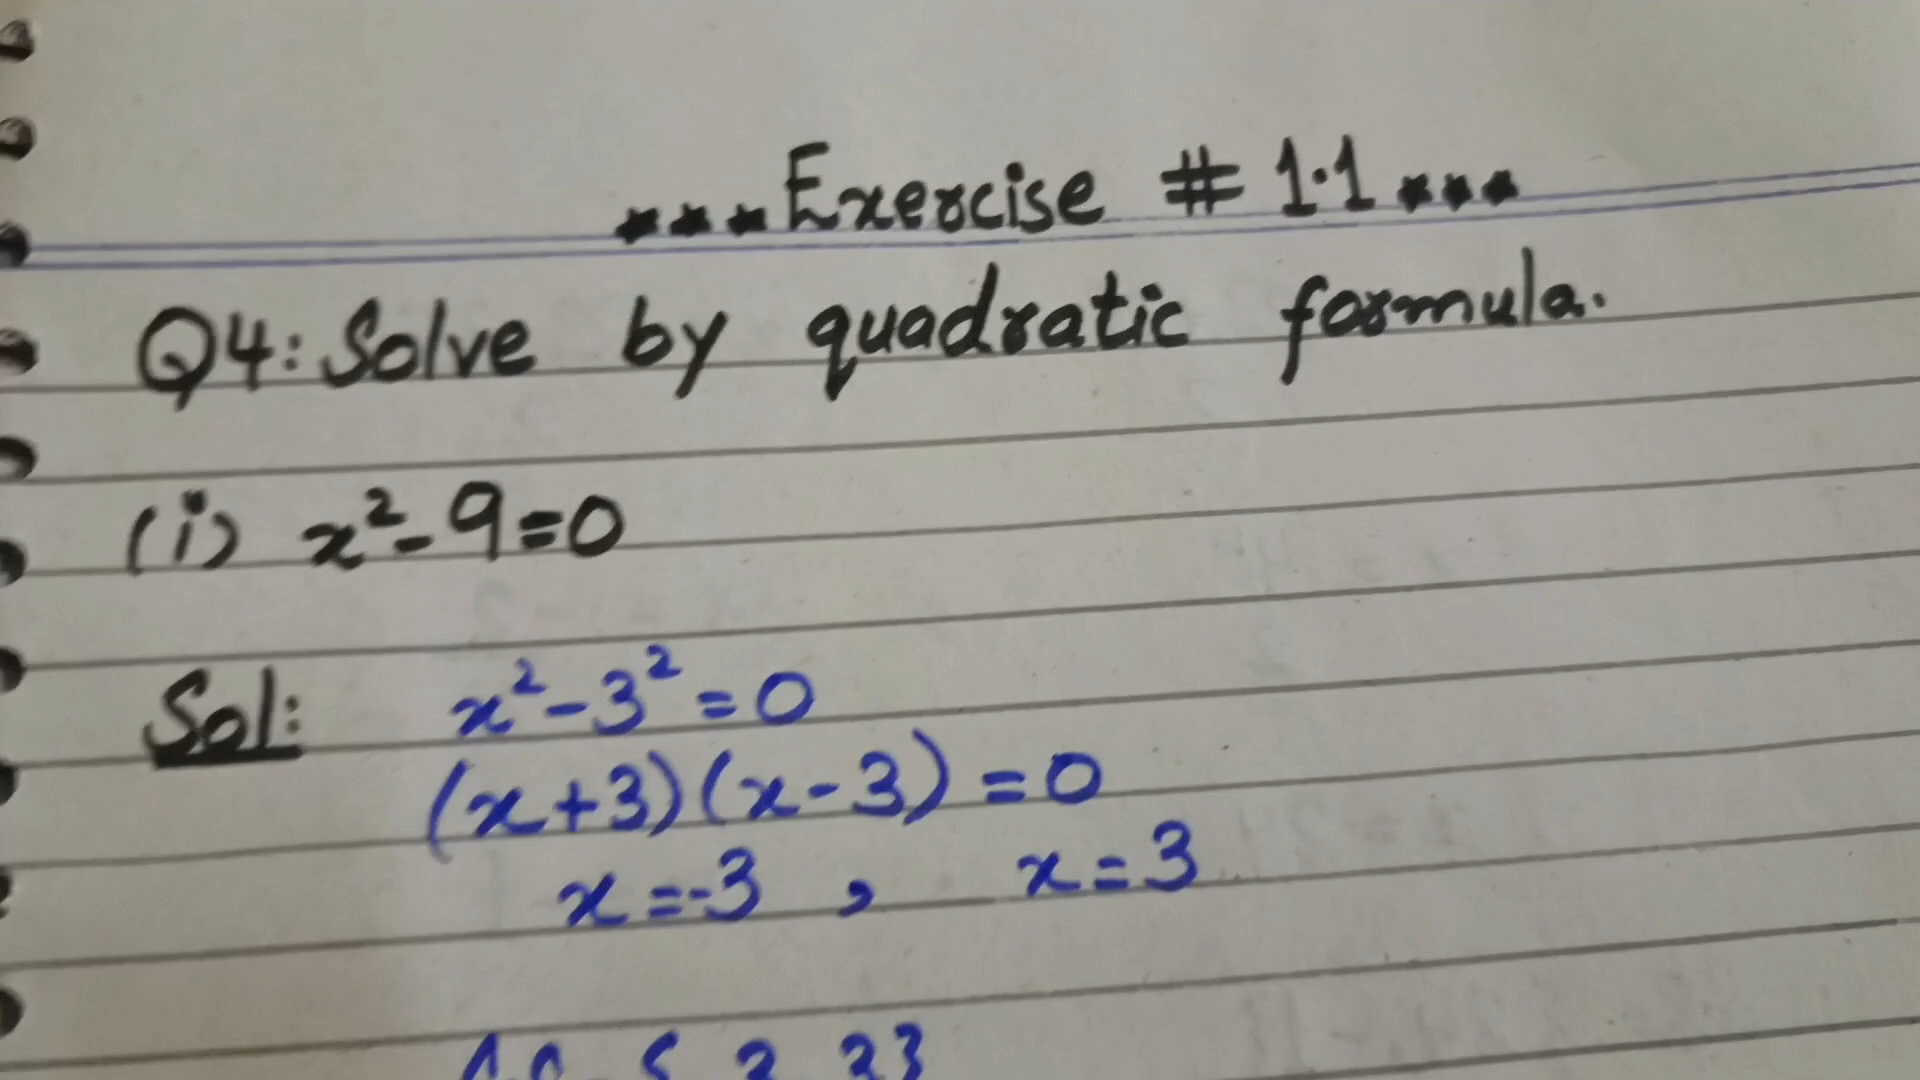 ***Exercise # 1.1***
Q4: Solve by quadratic formula.
(i) x²-9=0
Sol: x²-3²=0
(x+3)(x-3)=0
x=-3 , x=3